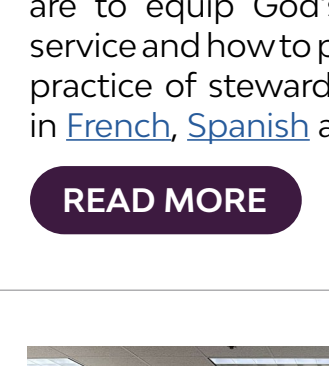 are to equip God's
service and how to
practice of steward
in French, Spanish
READ MORE